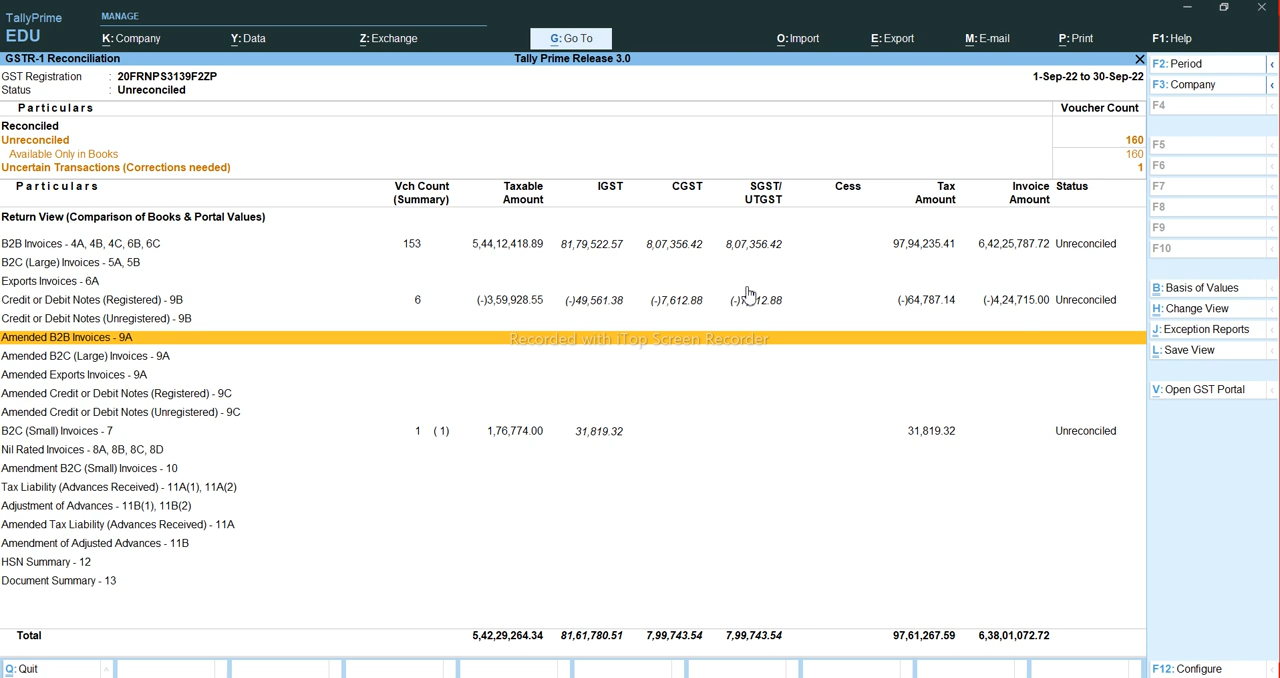 TallyPrime MANAGE
EDU K: Company Y: Data Z: Exchange G: Go To O: Import E: Export M: E-mail P: Print F1: Help
GSTR-1 Reconciliation Tally Prime Release 3.0 F2: Period
GST Registration : 20FRNPS3139F2ZP 1-Sep-22 to 30-Sep-22 F3: Company
Status : Unreconciled
Particulars Voucher Count F4
Reconciled
Unreconciled 160 F5
Available Only in Books 160
Uncertain Transactions (Corrections needed) 1 F6
Particulars Vch Count Taxable IGST CGST SGST/ Cess Tax Invoice Status F7
(Summary) Amount UTGST Amount Amount
F8
Return View (Comparison of Books & Portal Values)
F9
B2B Invoices - 4A, 4B, 4C, 6B, 6C 153 5,44,12,418.89 81,79,522.57 8,07,356.42 8,07,356.42 97,94,235.41 6,42,25,787.72 Unreconciled F10
B2C (Large) Invoices - 5A, 5B
Exports Invoices - 6A B: Basis of Values
Credit or Debit Notes (Registered) - 9B 6 (-)3,59,928.55 (-)49,561.38 (-)7,612.88 12.88 (-)64,787.14 (-)4,24,715.00 Unreconciled H: Change View
Credit or Debit Notes (Unregistered) - 9B J: Exception Reports
Amended B2B Invoices - 9A Recorded with iTop Screen Recorder
Amended B2C (Large) Invoices - 9A L: Save View
Amended Exports Invoices - 9A
Amended Credit or Debit Notes (Registered) - 9C V: Open GST Portal
Amended Credit or Debit Notes (Unregistered) - 9C
B2C (Small) Invoices - 7 1 (1) 1,76,774.00 31,819.32 31,819.32 Unreconciled
Nil Rated Invoices - 8A, 8B, 8C, 8D
Amendment B2C (Small) Invoices - 10
Tax Liability (Advances Received) - 11A(1), 11A(2)
Adjustment of Advances - 11B(1), 11B(2)
Amended Tax Liability (Advances Received) - 11A
Amendment of Adjusted Advances - 11B
HSN Summary - 12
Document Summary - 13
Total 5,42,29,264.34 81,61,780.51 7,99,743.54 7,99,743.54 97,61,267.59 6,38,01,072.72
Q: Quit F12: Configure